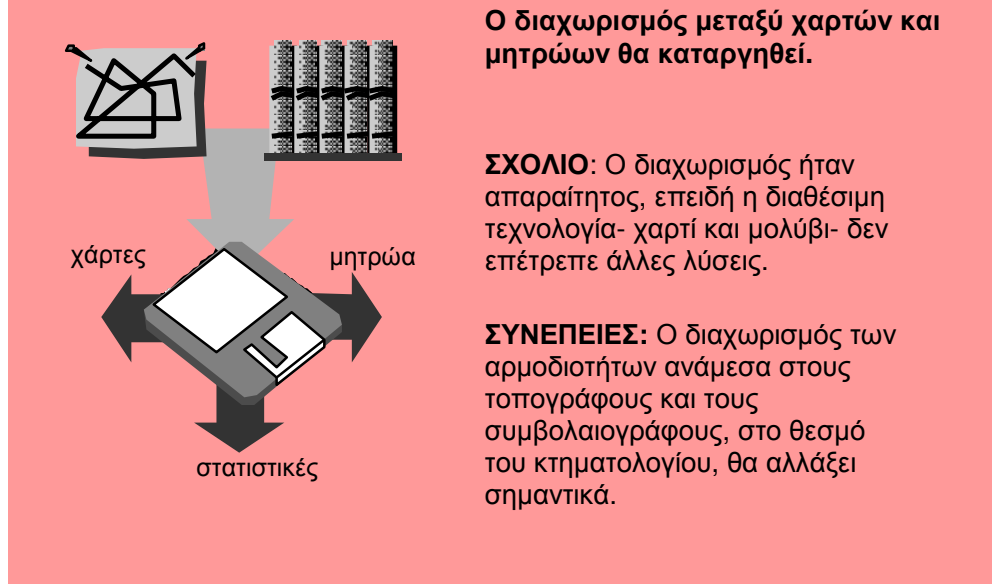 Ο διαχωρισμός μεταξύ χαρτών και
μητρώων θα καταργηθεί.
ΣΧΟΛΙΟ: Ο διαχωρισμός ήταν
απαραίτητος, επειδή η διαθέσιμη
τεχνολογία- χαρτί και μολύβι- δεν
επέτρεπε άλλες λύσεις.
ΣΥΝΕΠΕΙΕΣ: Ο διαχωρισμός των
αρμοδιοτήτων ανάμεσα στους
τοπογράφους και τους
συμβολαιογράφους, στο θεσμό
του κτηματολογίου, θα αλλάξει
σημαντικά.
χάρτες
μητρώα
στατιστικές